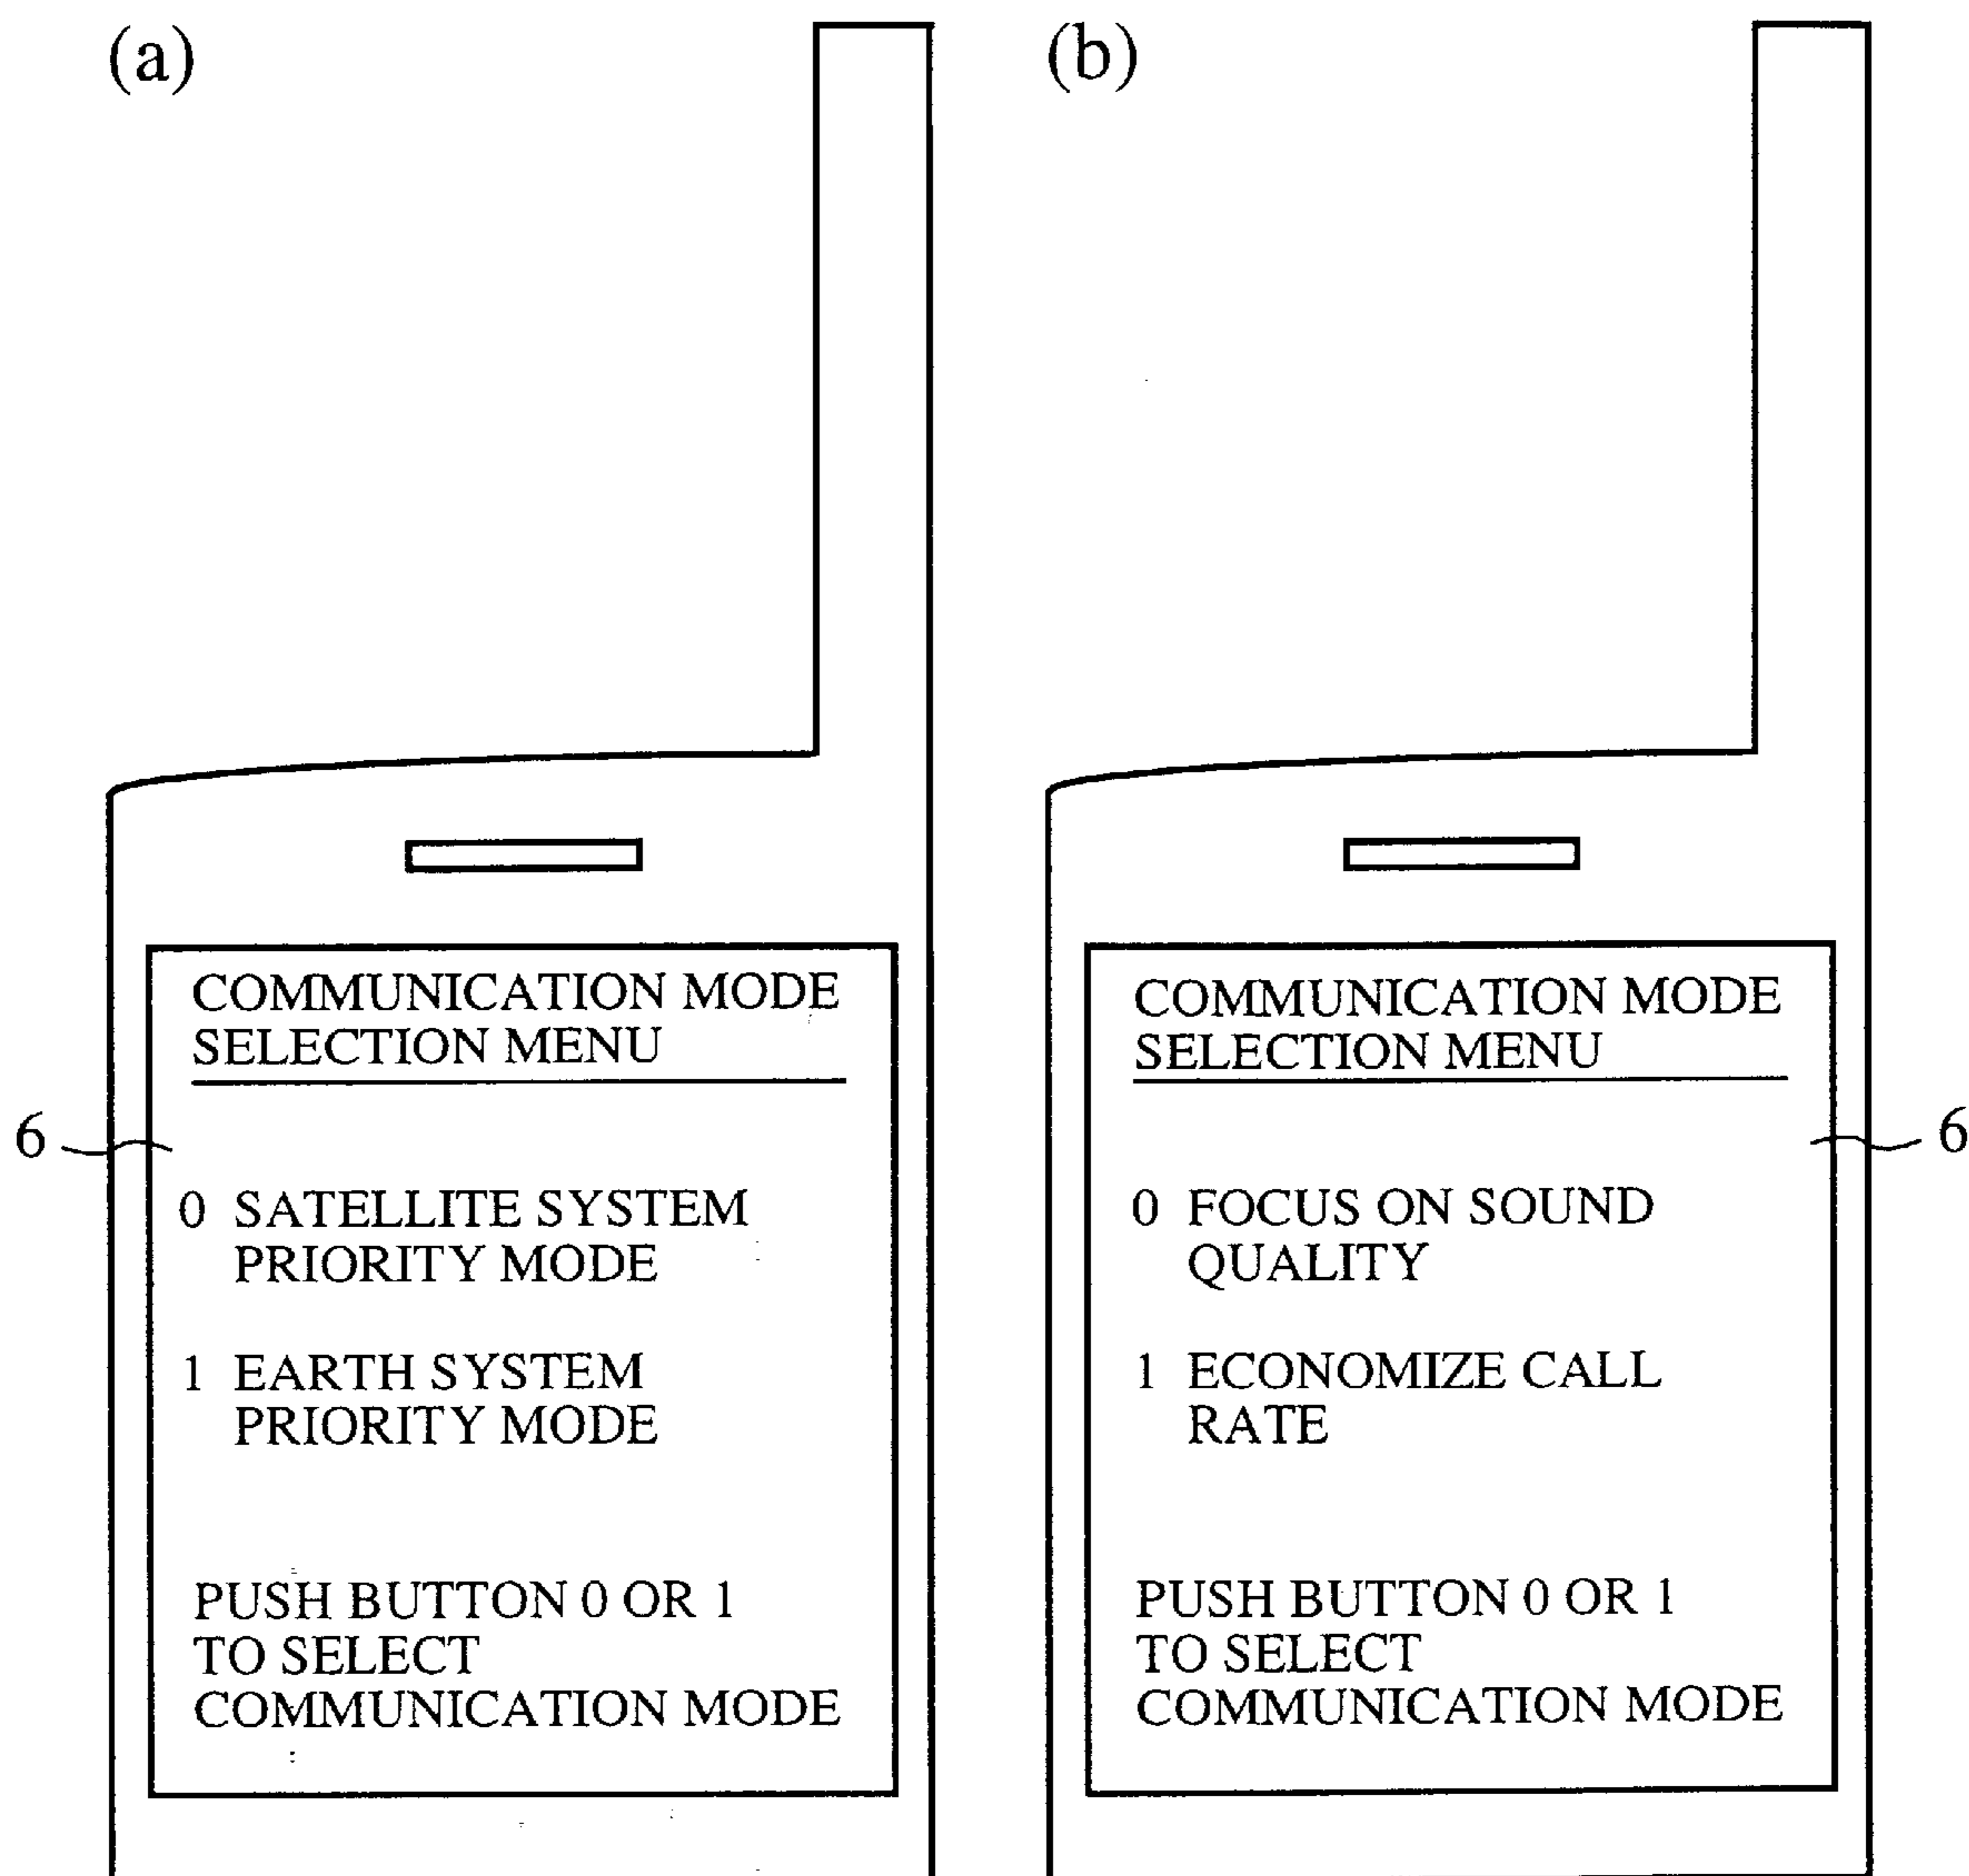 (a)
COMMUNICATION MODE
SELECTION MENU
6
0 SATELLITE SYSTEM
PRIORITY MODE
1 EARTH SYSTEM
PRIORITY MODE
PUSH BUTTON 0 OR 1
TO SELECT
COMMUNICATION MODE
(b)
COMMUNICATION MODE
SELECTION MENU
6
0 FOCUS ON SOUND
QUALITY
1 ECONOMIZE CALL
RATE
PUSH BUTTON 0 OR 1
TO SELECT
COMMUNICATION MODE